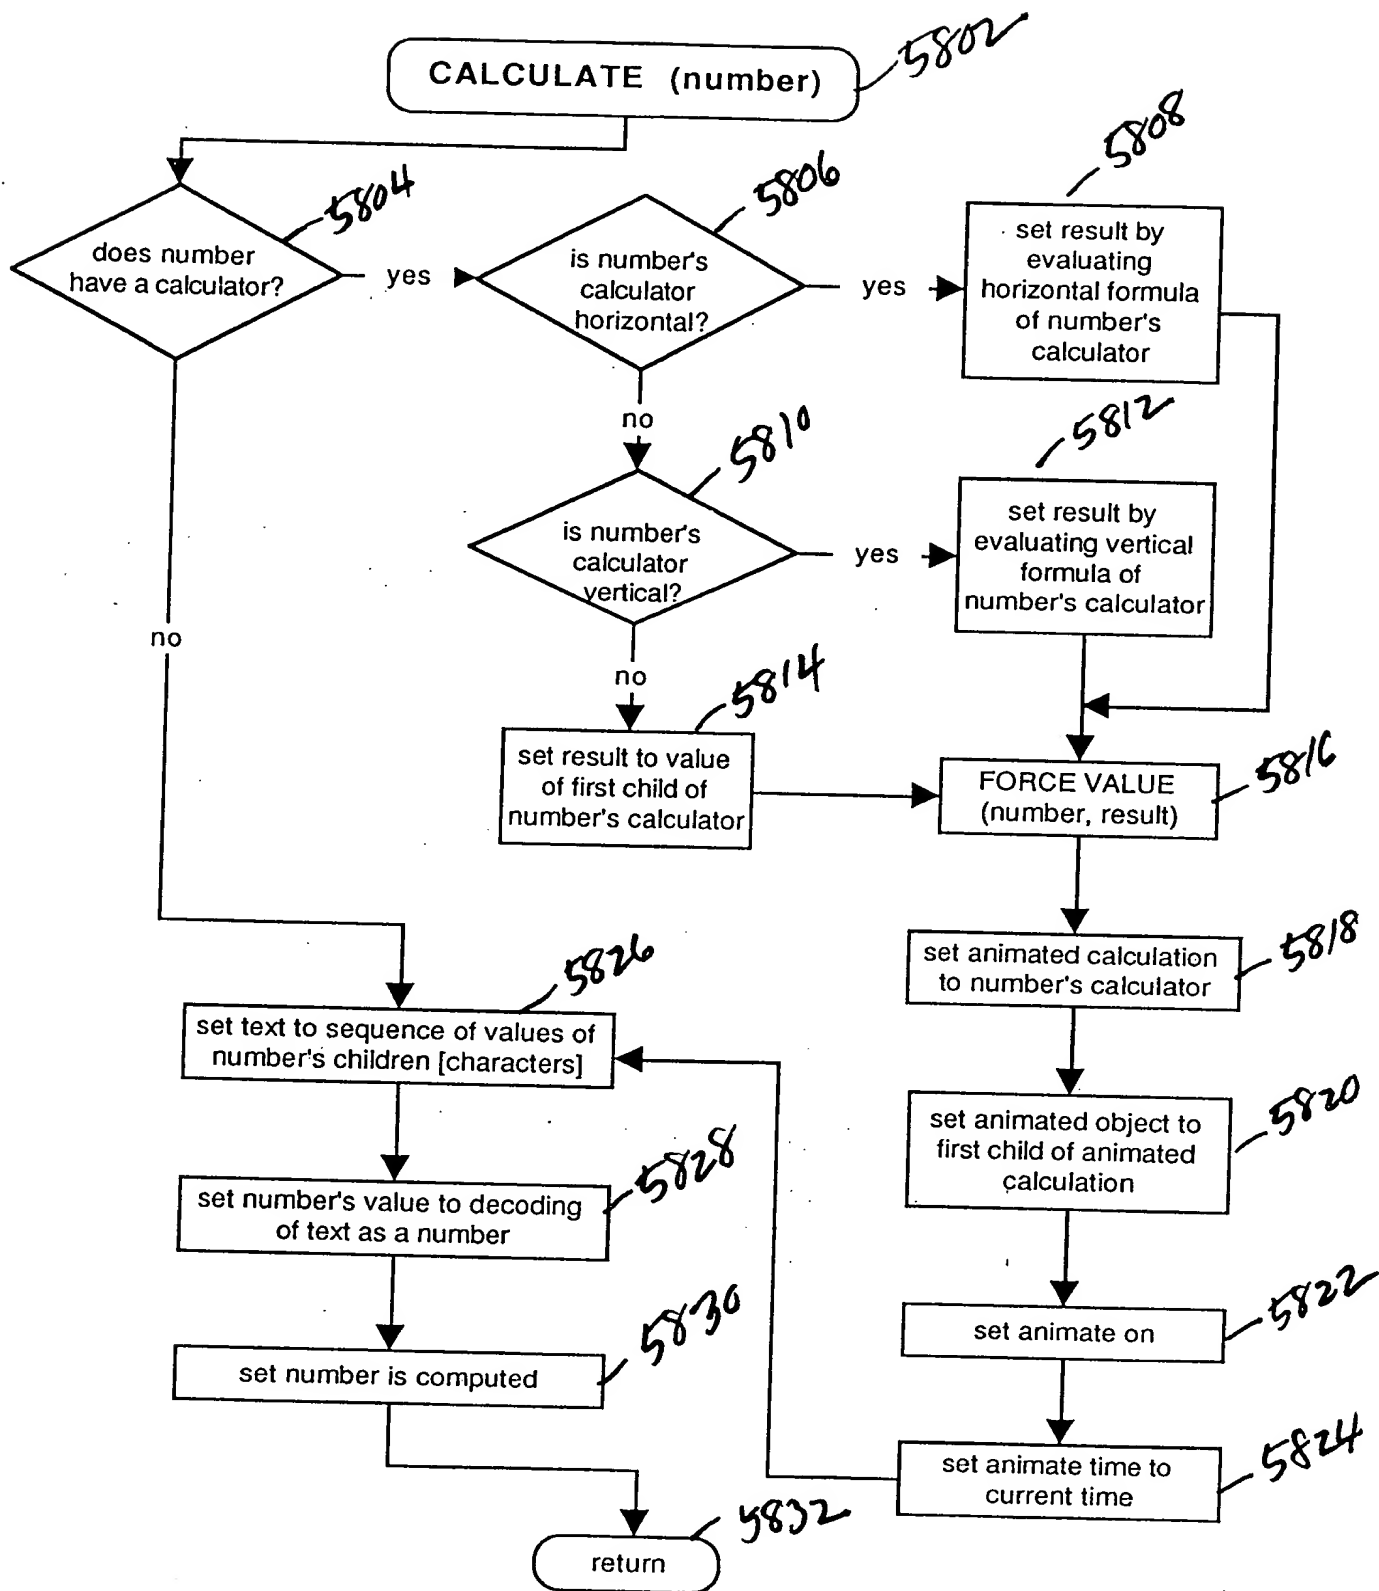 CALCULATE (number)
5802
does number
have a calculator?
5804
yes
is number's
calculator
horizontal?
5806
yes
set result by
evaluating
horizontal formula
of number's
calculator
5808
no
is number's
calculator
vertical?
5810
yes
set result by
evaluating vertical
formula of
number's calculator
5812
no
no
set result to value
of first child of
number's calculator
5814
FORCE VALUE
(number, result)
5816
set animated calculation
to number's calculator
5818
set animated object to
first child of animated
calculation
5820
set animate on
5822
set animate time to
current time
5824
set text to sequence of values of
number's children [characters]
5826
set number's value to decoding
of text as a number
5828
set number is computed
5830
return
5832